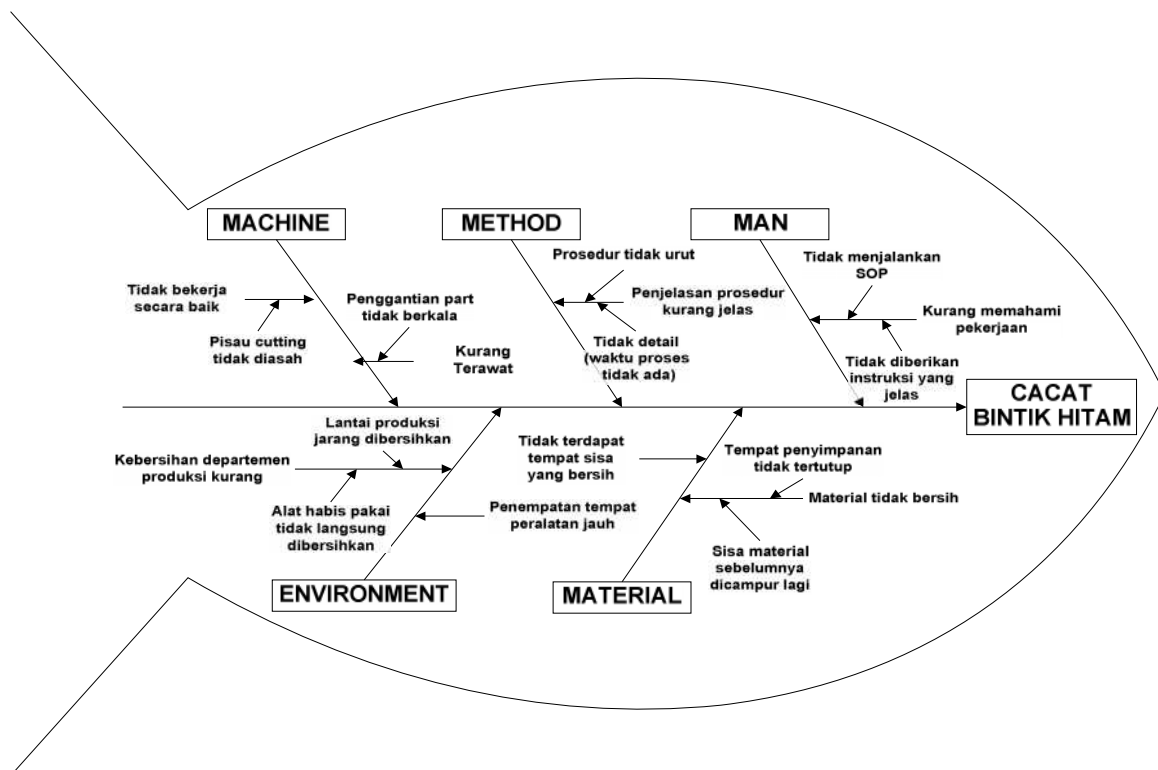 MACHINE
METHOD
MAN
Prosedur tidak urut
Tidak menjalankan
SOP
Tidak bekerja
secara baik
Penggantian part
tidak berkala
Penjelasan prosedur
kurang jelas
Kurang memahami
pekerjaan
Pisau cutting
tidak diasah
Kurang
Terawat
Tidak detail
(waktu proses
tidak ada)
Tidak diberikan
instruksi yang
jelas
CACAT
BINTIK HITAM
Lantai produksi
jarang dibersihkan
Kebersihan departemen
produksi kurang
Tidak terdapat
tempat sisa
yang bersih
Tempat penyimpanan
tidak tertutup
Material tidak bersih
Alat habis pakai
tidak langsung
dibersihkan
Penempatan tempat
peralatan jauh
Sisa material
sebelumnya
dicampur lagi
ENVIRONMENT
MATERIAL